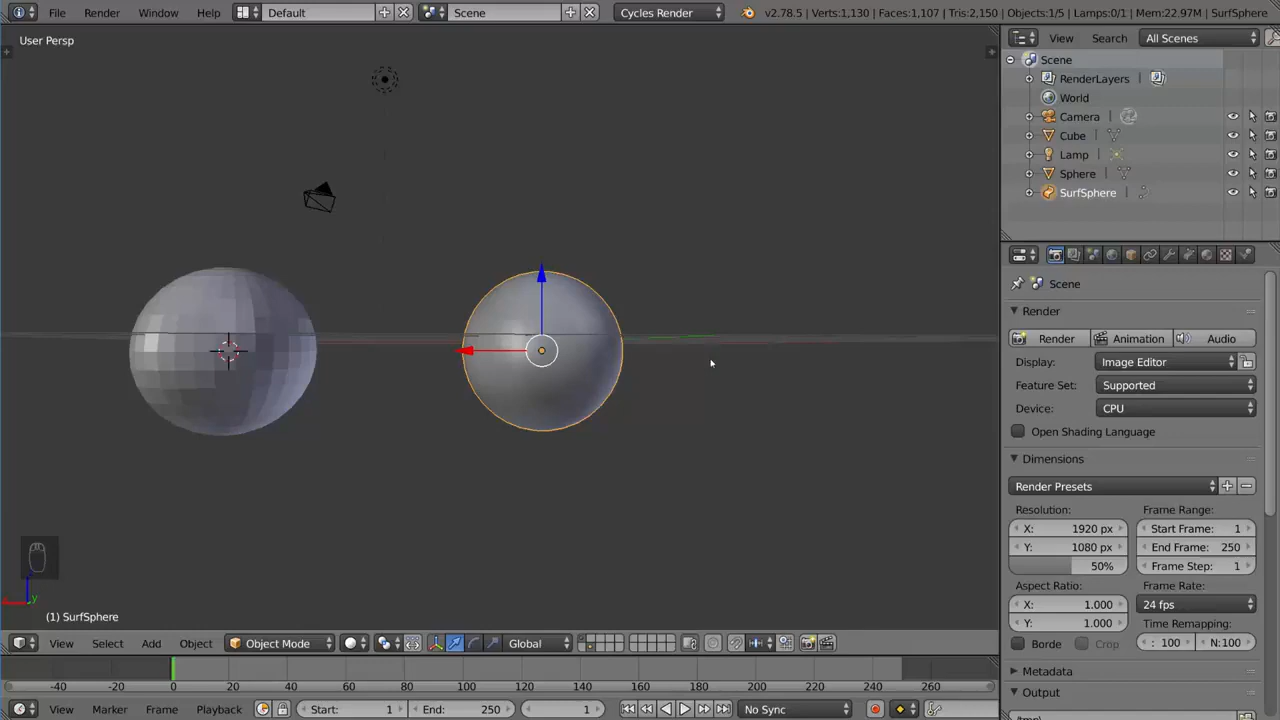 File Render Window Help Default Scene Cycles Render v2.78.5 | Verts:1,130 | Faces:1,107 | Tris:2,150 | Objects:1/5 | Lamps:0/1 | Mem:22.97M | SurfSphere
User Persp
View Search All Scenes
Scene
RenderLayers
World
Camera
Cube
Lamp
Sphere
SurfSphere
Scene
Render
Render Animation Audio
Display: Image Editor
Feature Set: Supported
Device: CPU
Open Shading Language
Dimensions
Render Presets
Resolution: Frame Range:
X: 1920 px Start Frame: 1
Y: 1080 px End Frame: 250
50% Frame Step: 1
Aspect Ratio: Frame Rate:
X: 1.000 24 fps
Y: 1.000 Time Remapping:
Borde Crop : 100 N:100
Metadata
Output
y
(1) SurfSphere
View Select Add Object Object Mode Global
-40 -20 0 20 40 60 80 100 120 140 160 180 200 220 240 260
View Marker Frame Playback Start: 1 End: 250 1 No Sync